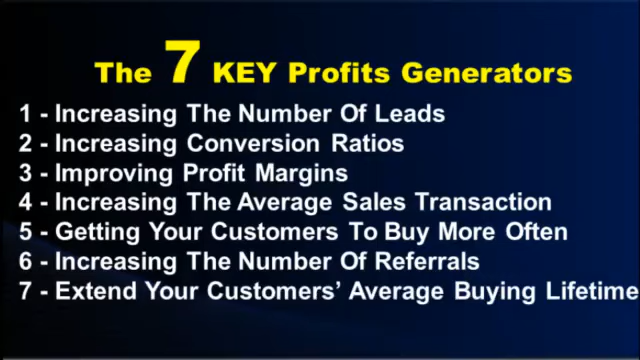 The 7 KEY Profits Generators
1 - Increasing The Number Of Leads
2 - Increasing Conversion Ratios
3 - Improving Profit Margins
4 - Increasing The Average Sales Transaction
5 - Getting Your Customers To Buy More Often
6 - Increasing The Number Of Referrals
7 - Extend Your Customers’ Average Buying Lifetime